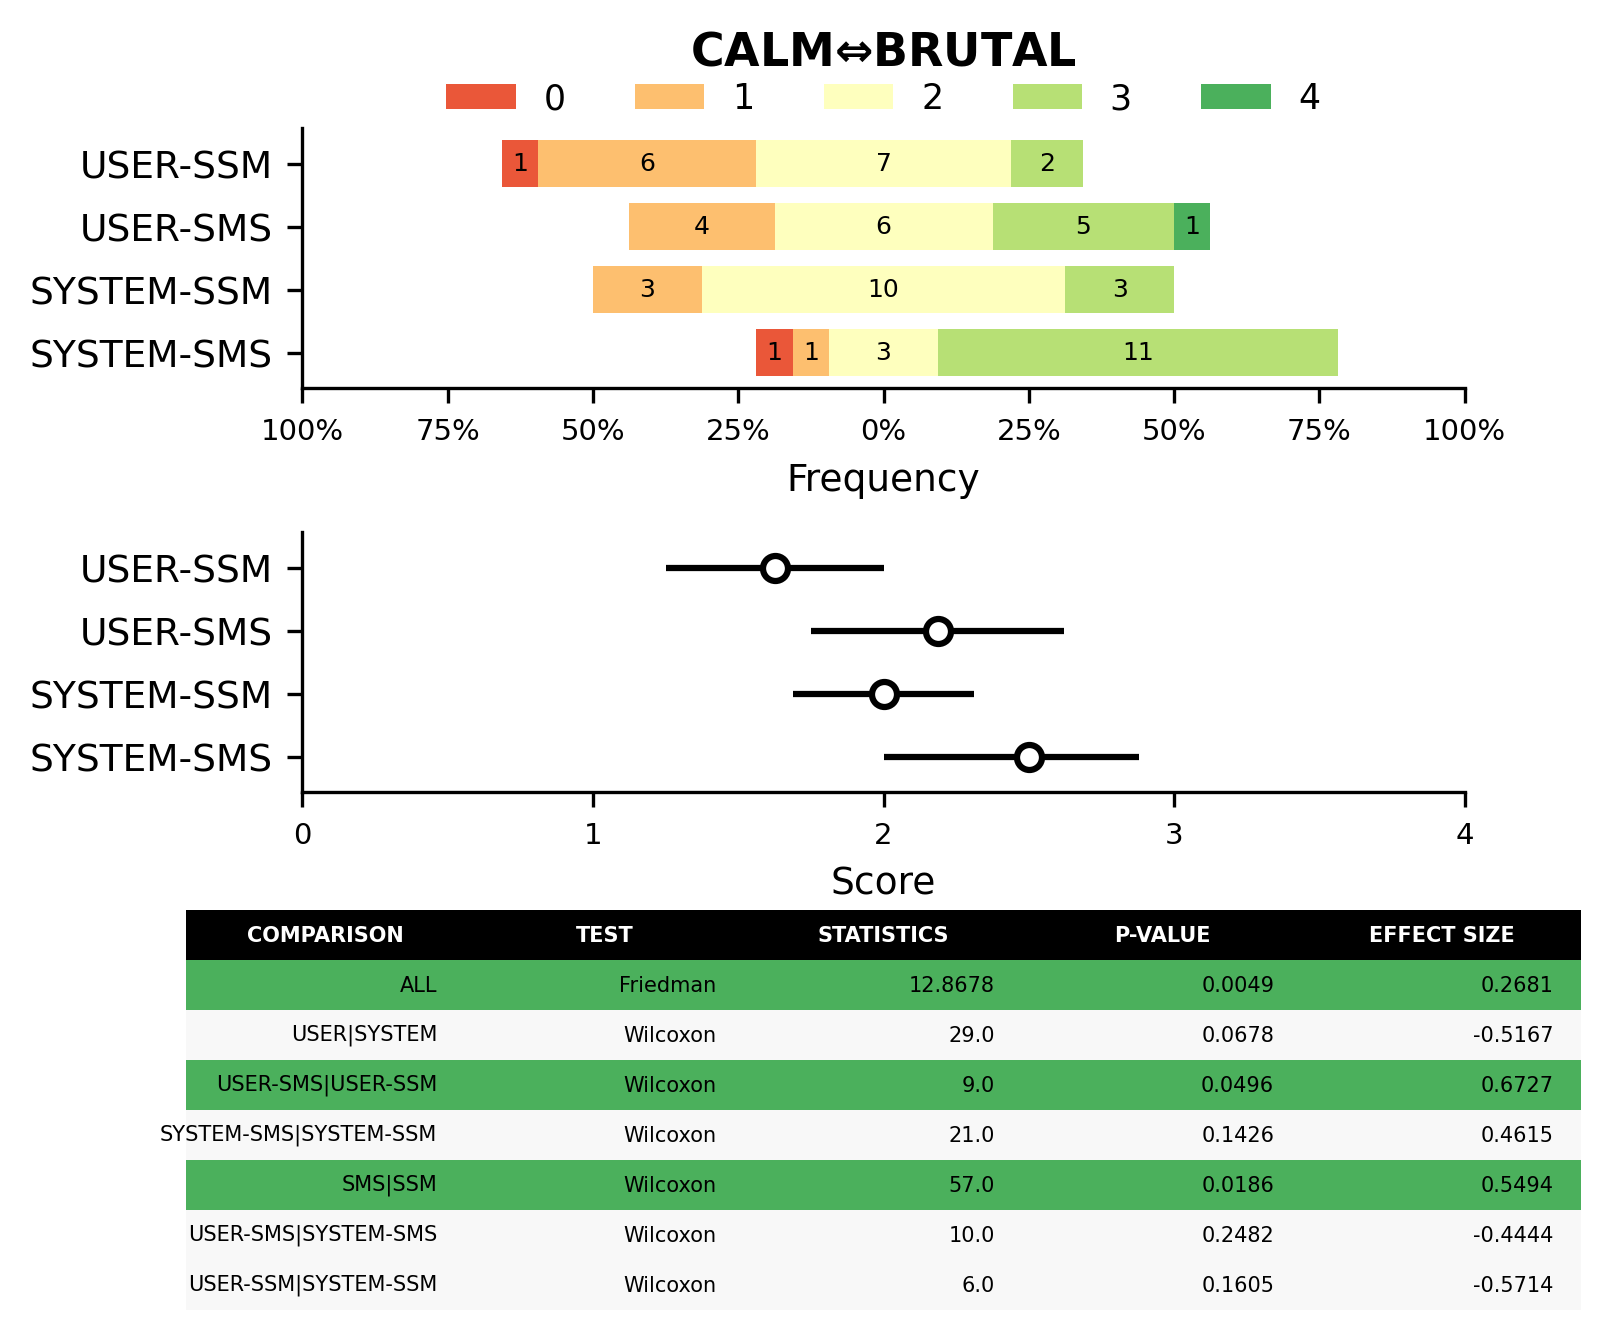 CALM⇔BRUTAL
0 1 2 3 4
USER-SSM 1 6 7 2
USER-SMS 4 6 5 1
SYSTEM-SSM 3 10 3
SYSTEM-SMS 1 1 3 11
100% 75% 50% 25% 0% 25% 50% 75% 100%
Frequency
USER-SSM
USER-SMS
SYSTEM-SSM
SYSTEM-SMS
0 1 2 3 4
Score
COMPARISON TEST STATISTICS P-VALUE EFFECT SIZE
ALL Friedman 12.8678 0.0049 0.2681
USER|SYSTEM Wilcoxon 29.0 0.0678 -0.5167
USER-SMS|USER-SSM Wilcoxon 9.0 0.0496 0.6727
SYSTEM-SMS|SYSTEM-SSM Wilcoxon 21.0 0.1426 0.4615
SMS|SSM Wilcoxon 57.0 0.0186 0.5494
USER-SMS|SYSTEM-SMS Wilcoxon 10.0 0.2482 -0.4444
USER-SSM|SYSTEM-SSM Wilcoxon 6.0 0.1605 -0.5714